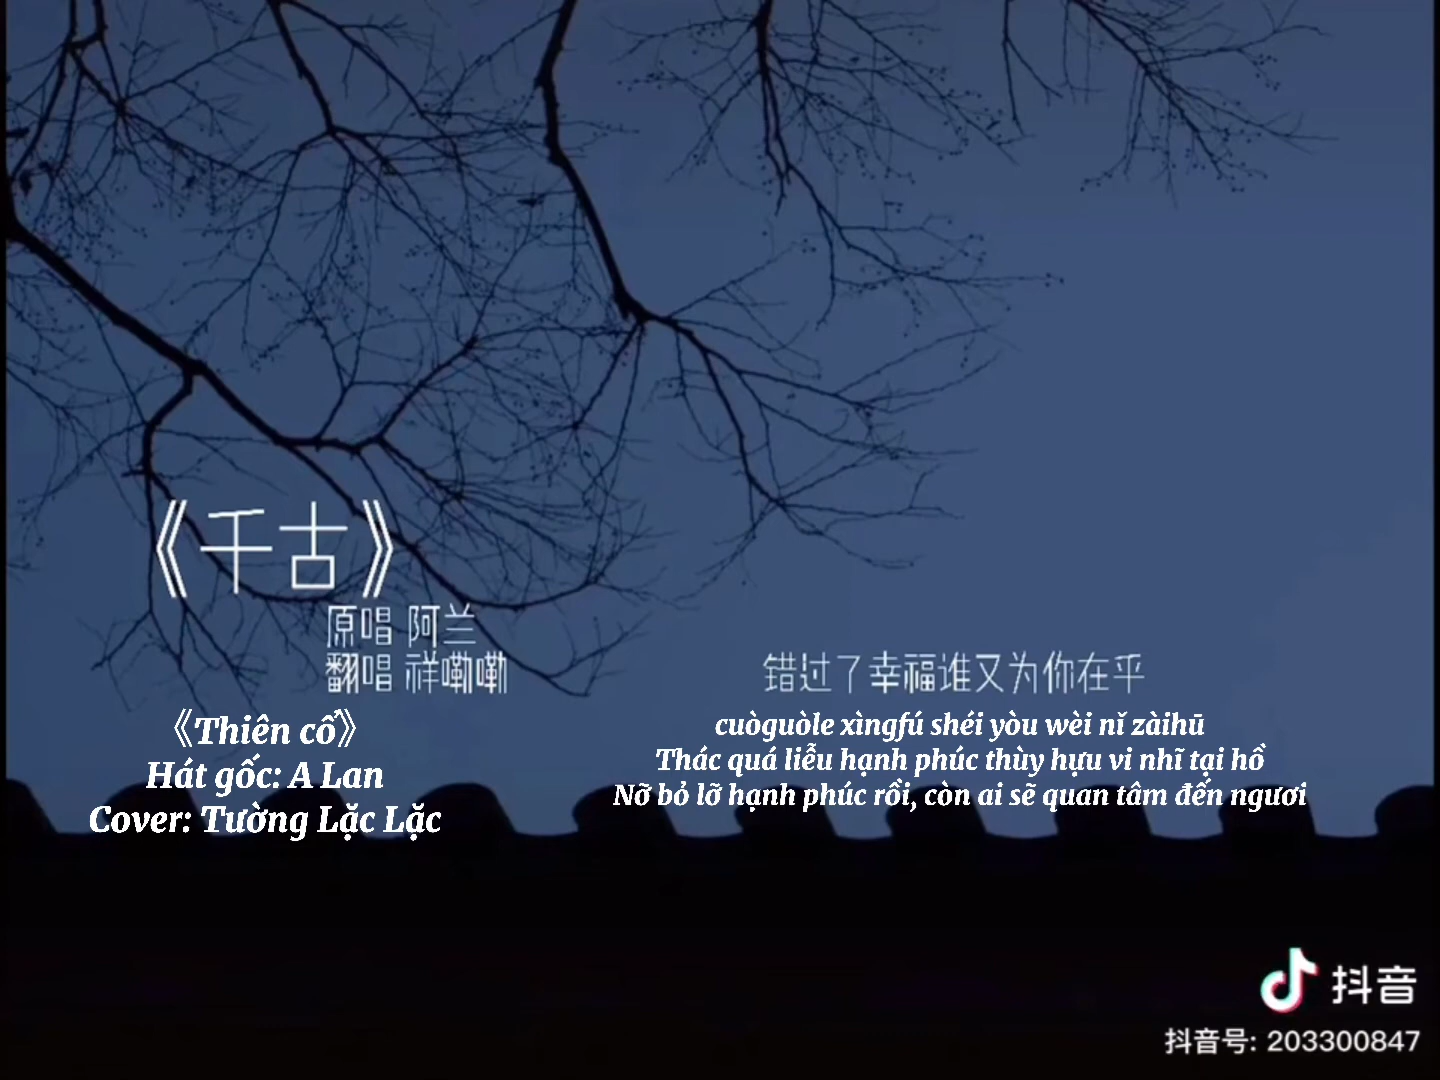 《千古》
原唱 阿兰
翻唱 祥嘞嘞
《Thiên cổ》
Hát gốc: A Lan
Cover: Tường Lặc Lặc
错过了幸福谁又为你在乎
cuòguòle xìngfú shéi yòu wèi nǐ zàihū
Thác quá liễu hạnh phúc thùy hựu vi nhĩ tại hồ
Nỡ bỏ lỡ hạnh phúc rồi, còn ai sẽ quan tâm đến ngươi
抖音
抖音号: 203300847